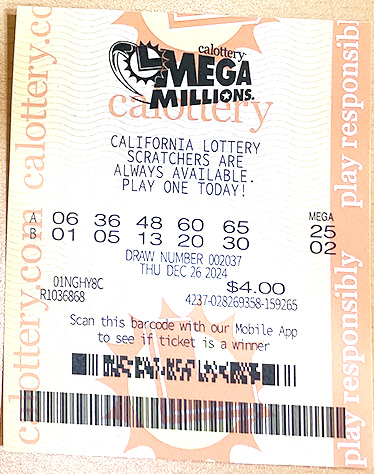 calottery
MEGA
MILLIONS.
calottery
CALIFORNIA LOTTERY
SCRATCHERS ARE
ALWAYS AVAILABLE.
PLAY ONE TODAY!
MEGA
A 06 36 48 60 65 25
B 01 05 13 20 30 02
DRAW NUMBER 002037
THU DEC 26 2024
01NGHY8C $4.00
R1036868 4237-028269358-159265
Scan this barcode with our Mobile App
to see if ticket is a winner
calottery.com calottery.co
play responsibly play responsibl